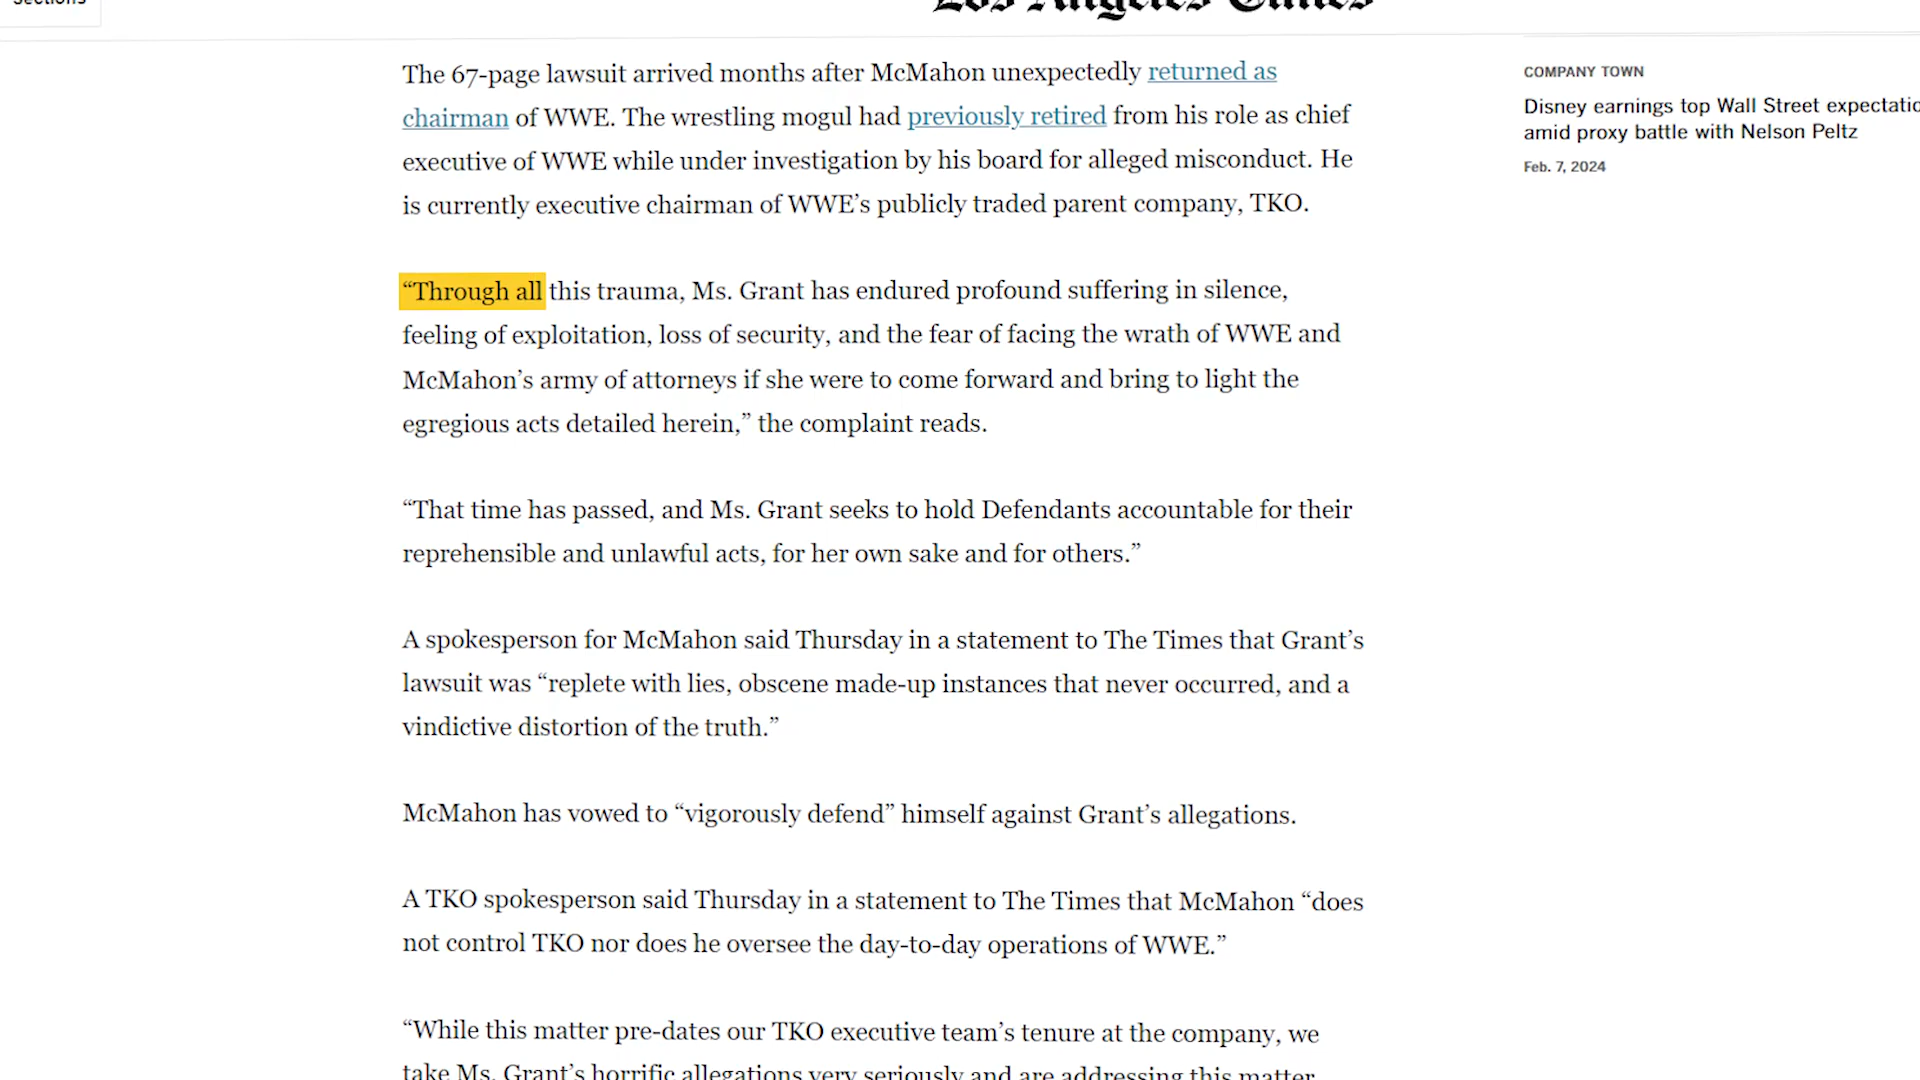 Sections
Los Angeles Times
The 67-page lawsuit arrived months after McMahon unexpectedly returned as
chairman of WWE. The wrestling mogul had previously retired from his role as chief
executive of WWE while under investigation by his board for alleged misconduct. He
is currently executive chairman of WWE’s publicly traded parent company, TKO.
“Through all this trauma, Ms. Grant has endured profound suffering in silence,
feeling of exploitation, loss of security, and the fear of facing the wrath of WWE and
McMahon’s army of attorneys if she were to come forward and bring to light the
egregious acts detailed herein,” the complaint reads.
“That time has passed, and Ms. Grant seeks to hold Defendants accountable for their
reprehensible and unlawful acts, for her own sake and for others.”
A spokesperson for McMahon said Thursday in a statement to The Times that Grant’s
lawsuit was “replete with lies, obscene made-up instances that never occurred, and a
vindictive distortion of the truth.”
McMahon has vowed to “vigorously defend” himself against Grant’s allegations.
A TKO spokesperson said Thursday in a statement to The Times that McMahon “does
not control TKO nor does he oversee the day-to-day operations of WWE.”
“While this matter pre-dates our TKO executive team’s tenure at the company, we
take Ms. Grant’s horrific allegations very seriously and are addressing this matter
COMPANY TOWN
Disney earnings top Wall Street expectatio
amid proxy battle with Nelson Peltz
Feb. 7, 2024